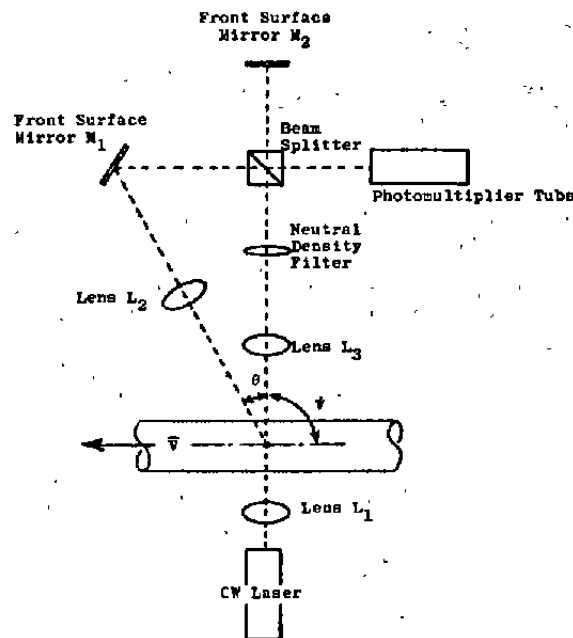 Front Surface
Mirror M2
Front Surface
Mirror M1
Beam
Splitter
Photomultiplier Tube
Neutral
Density
Filter
Lens L2
Lens L3
θ
ψ
V̄
Lens L1
CW Laser